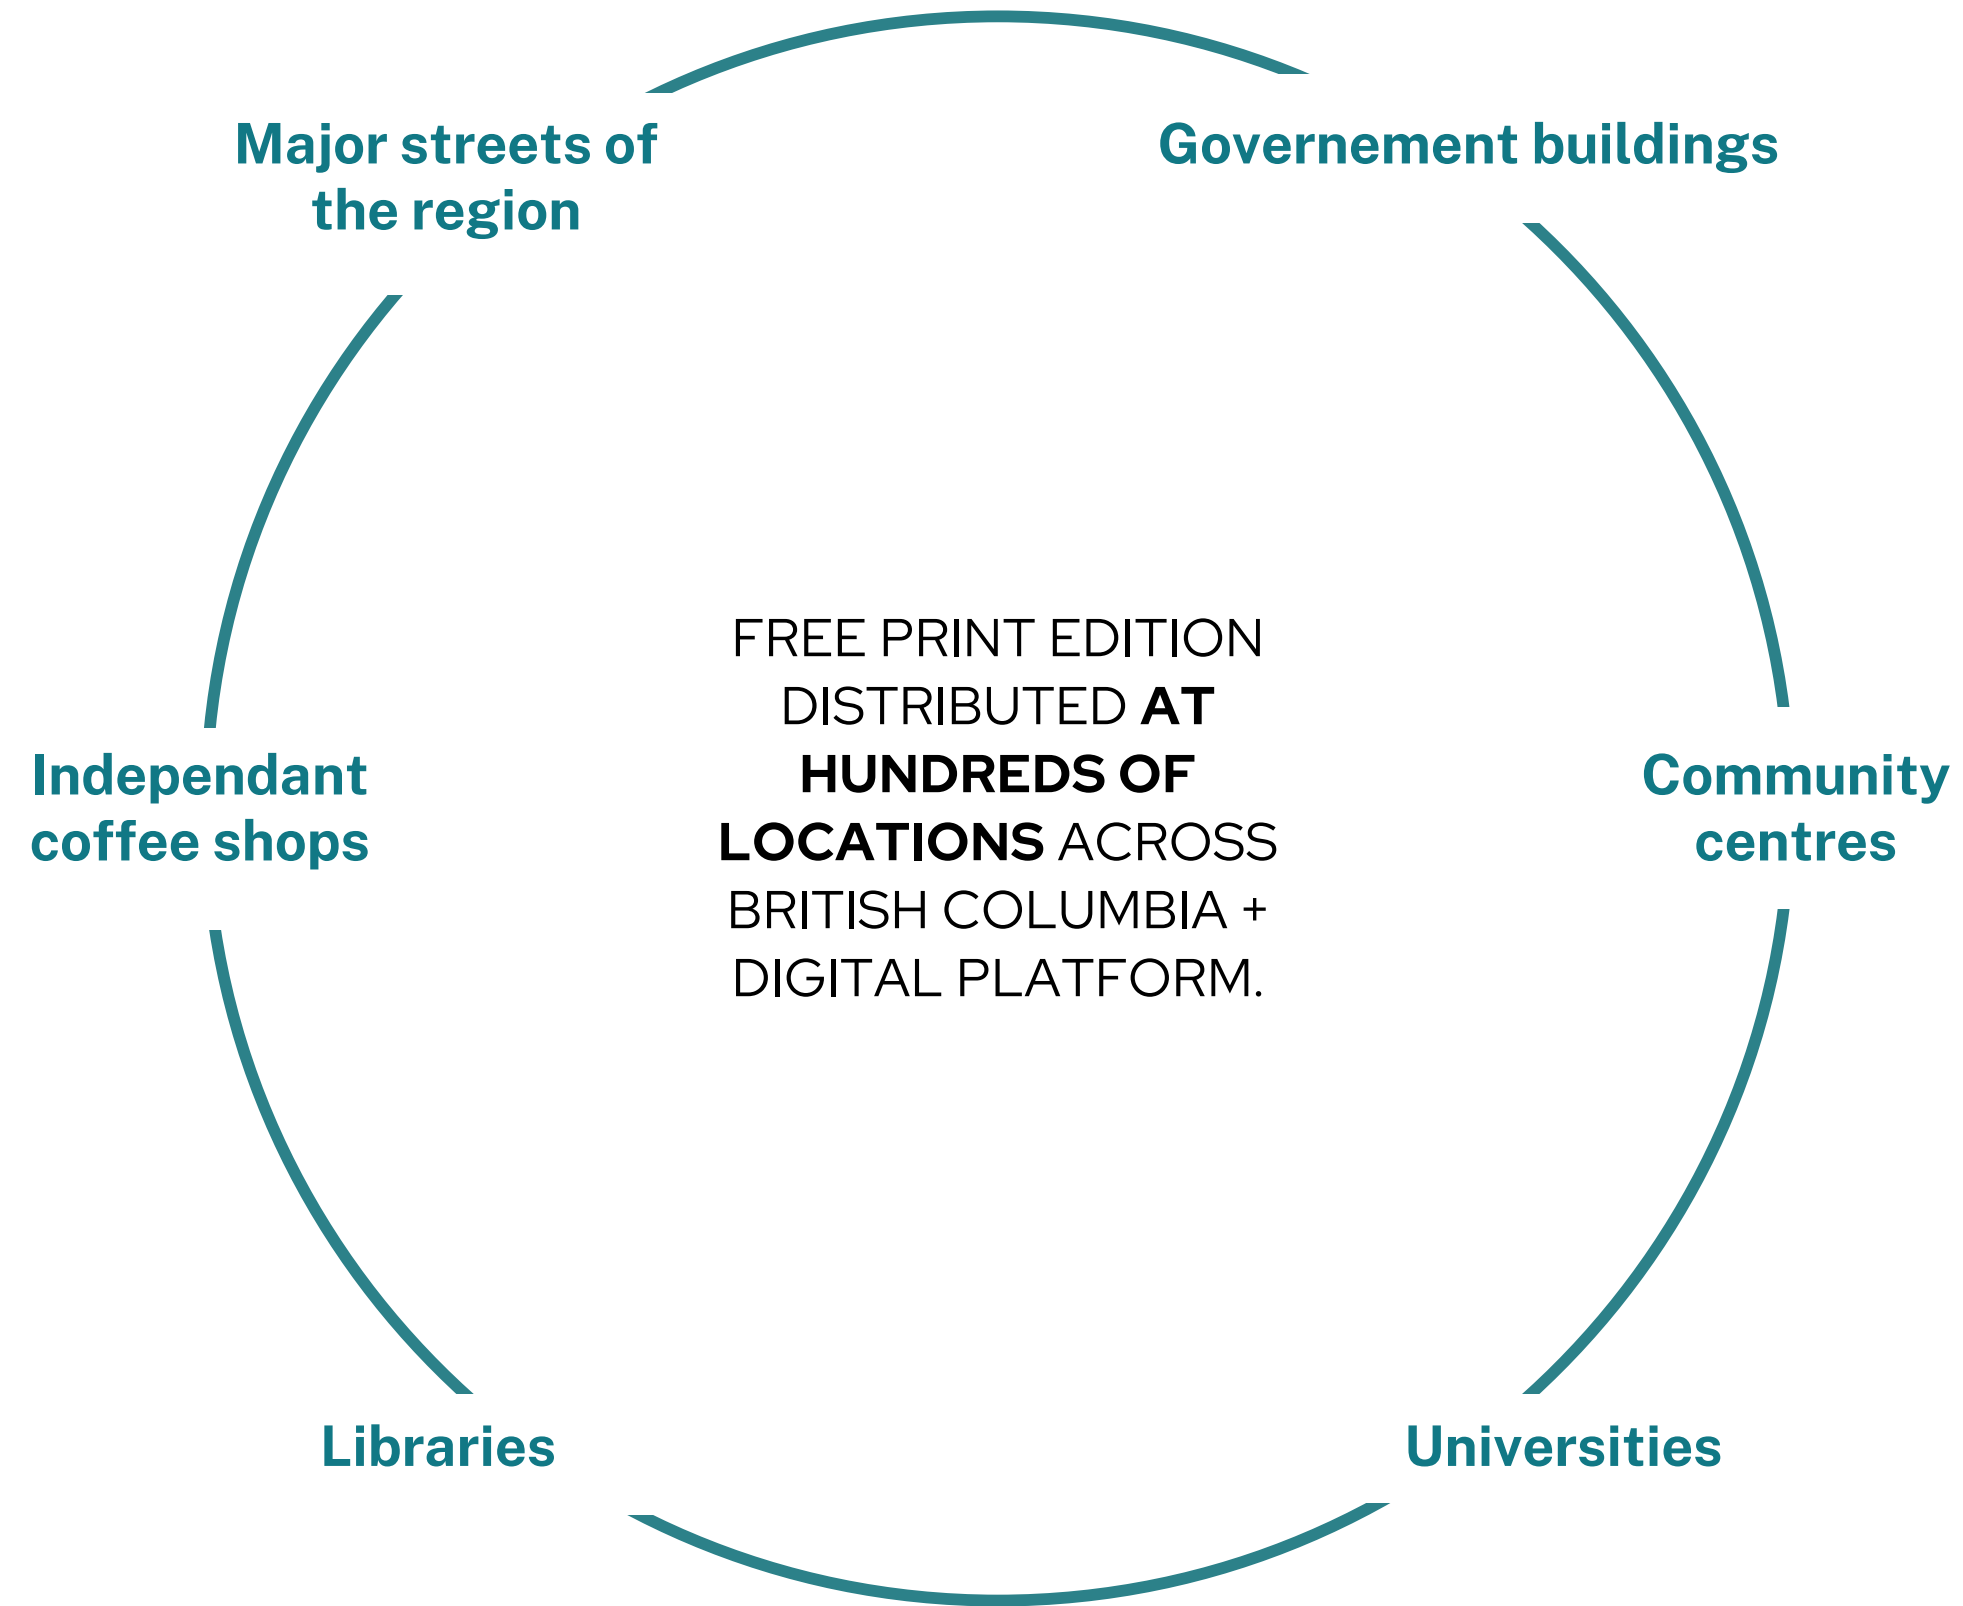 Major streets of
the region
Governement buildings
FREE PRINT EDITION
DISTRIBUTED AT
HUNDREDS OF
LOCATIONS ACROSS
BRITISH COLUMBIA +
DIGITAL PLATFORM.
Independant
coffee shops
Community
centres
Libraries
Universities